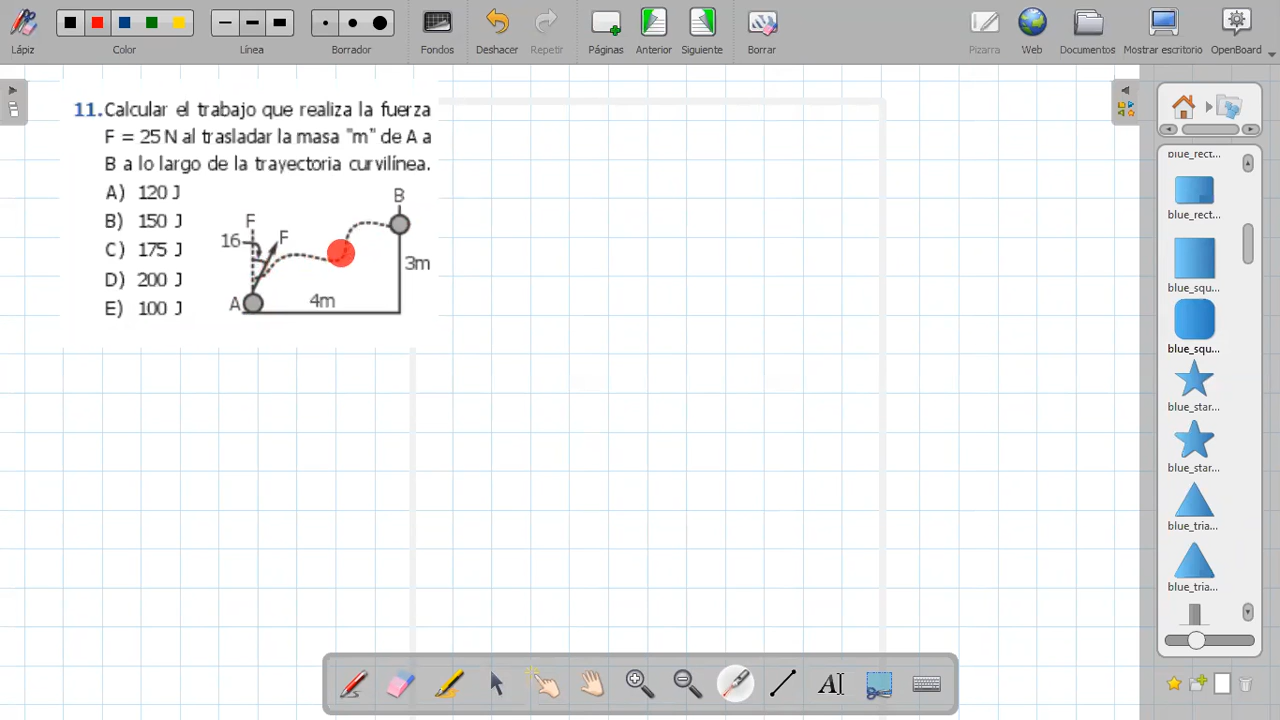 Lápiz
Color
Línea
Borrador
Fondos
Deshacer
Repetir
Páginas
Anterior
Siguiente
Borrar
Pizarra
Web
Documentos
Mostrar escritorio
OpenBoard
11. Calcular el trabajo que realiza la fuerza
F = 25 N al trasladar la masa "m" de A a
B a lo largo de la trayectoria curvilínea.
A) 120 J
B) 150 J
C) 175 J
D) 200 J
E) 100 J
B
F
16
F
3m
A
4m
blue_rect...
blue_rect...
blue_squ...
blue_squ...
blue_star...
blue_star...
blue_tria...
blue_tria...
AI